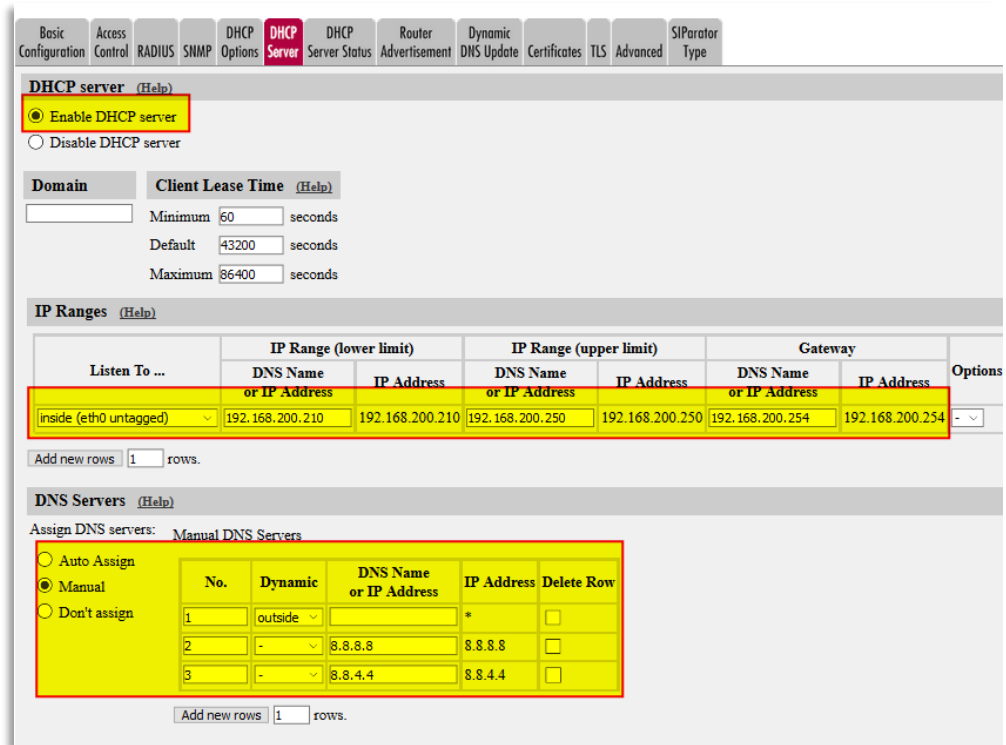 Basic Configuration Access Control RADIUS SNMP DHCP Options DHCP Server DHCP Server Status Router Advertisement Dynamic DNS Update Certificates TLS Advanced SIParator Type
DHCP server (Help)
Enable DHCP server
Disable DHCP server
Domain Client Lease Time (Help)
Minimum 60 seconds
Default 43200 seconds
Maximum 86400 seconds
IP Ranges (Help)
Listen To ... IP Range (lower limit) IP Range (upper limit) Gateway Options
DNS Name or IP Address IP Address DNS Name or IP Address IP Address DNS Name or IP Address IP Address
inside (eth0 untagged) 192.168.200.210 192.168.200.210 192.168.200.250 192.168.200.250 192.168.200.254 192.168.200.254 -
Add new rows 1 rows.
DNS Servers (Help)
Assign DNS servers: Manual DNS Servers
Auto Assign
Manual
Don't assign
No. Dynamic DNS Name or IP Address IP Address Delete Row
1 outside *
2 - 8.8.8.8 8.8.8.8
3 - 8.8.4.4 8.8.4.4
Add new rows 1 rows.